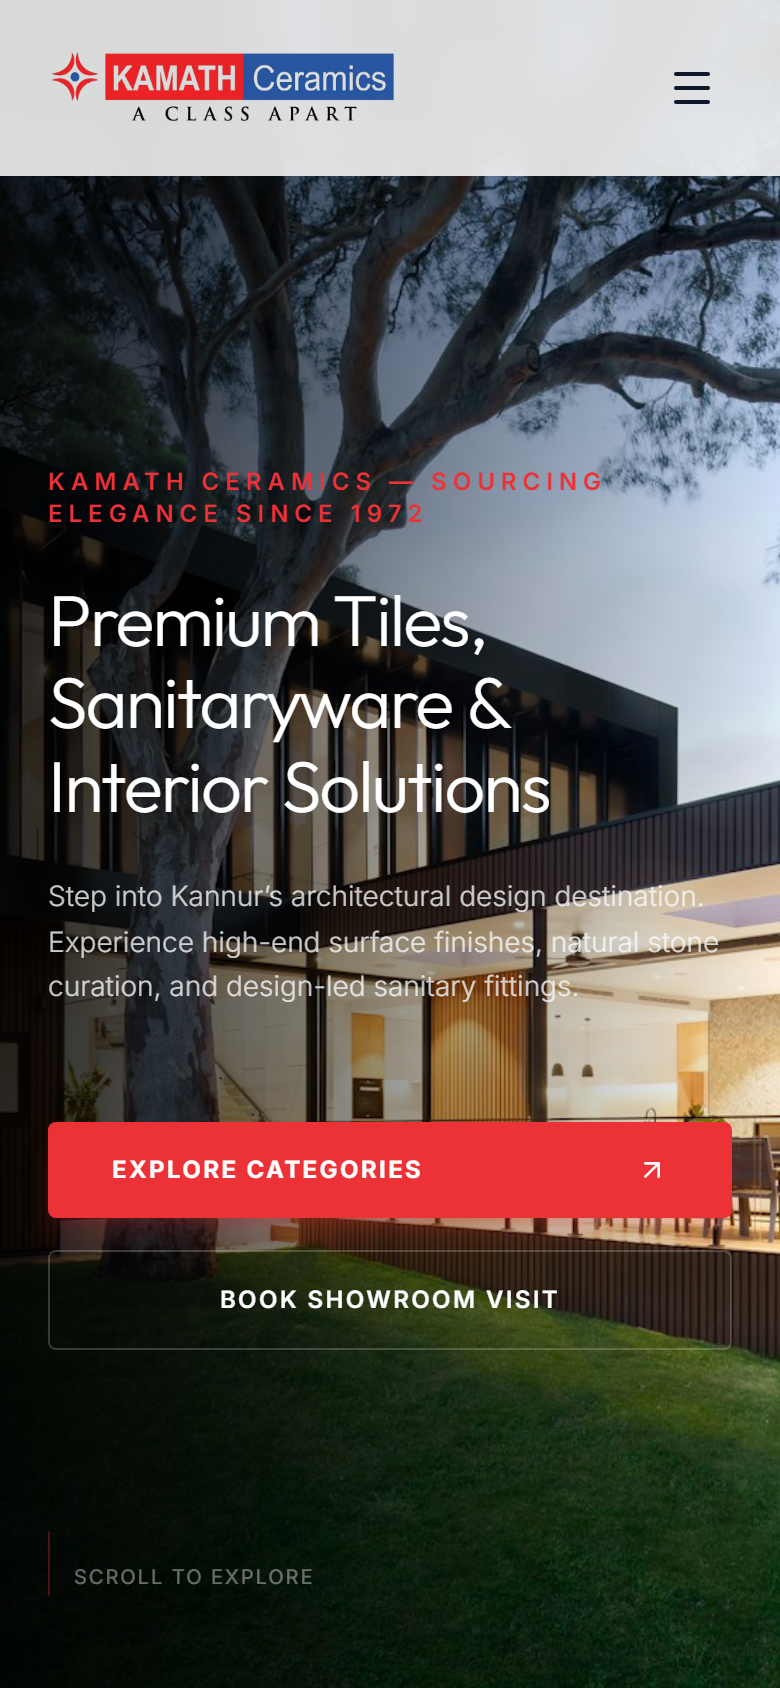 KAMATH Ceramics
A CLASS APART
KAMATH CERAMICS — SOURCING
ELEGANCE SINCE 1972
Premium Tiles,
Sanitaryware &
Interior Solutions
Step into Kannur’s architectural design destination.
Experience high-end surface finishes, natural stone
curation, and design-led sanitary fittings.
EXPLORE CATEGORIES
BOOK SHOWROOM VISIT
SCROLL TO EXPLORE